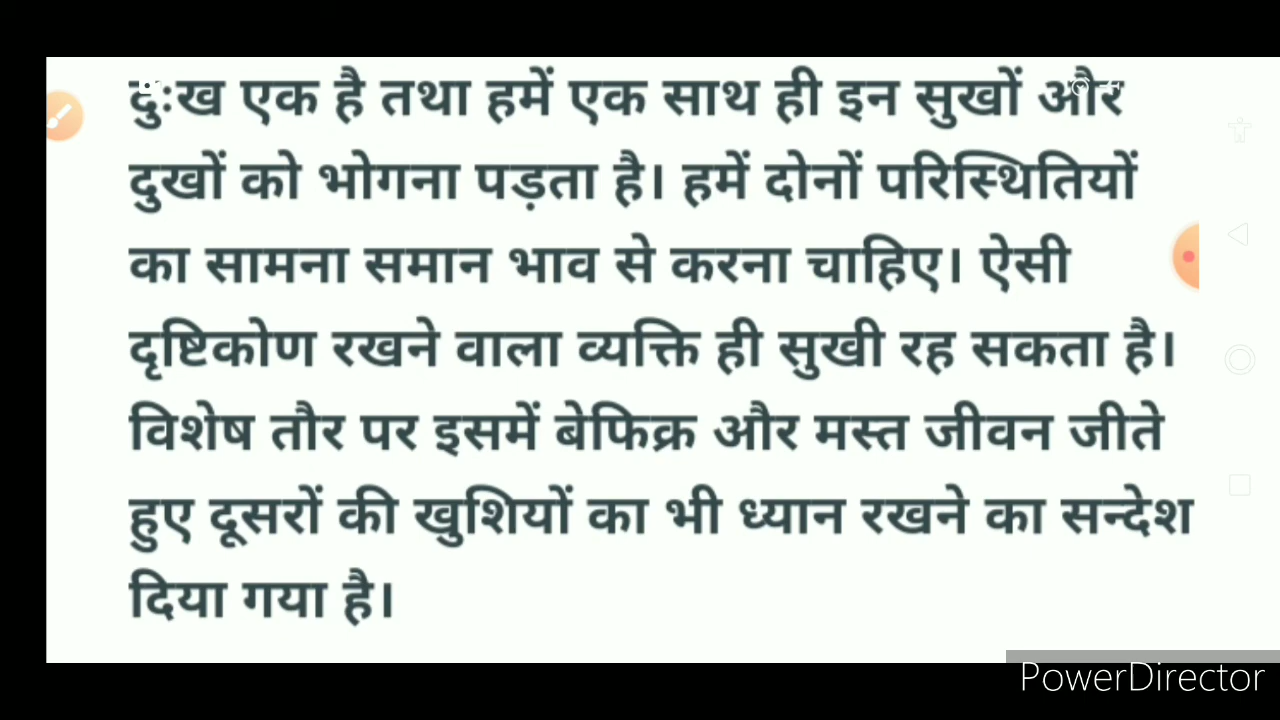 दुःख एक है तथा हमें एक साथ ही इन सुखों और
दुखों को भोगना पड़ता है। हमें दोनों परिस्थितियों
का सामना समान भाव से करना चाहिए। ऐसी
दृष्टिकोण रखने वाला व्यक्ति ही सुखी रह सकता है।
विशेष तौर पर इसमें बेफिक्र और मस्त जीवन जीते
हुए दूसरों की खुशियों का भी ध्यान रखने का सन्देश
दिया गया है।
PowerDirector